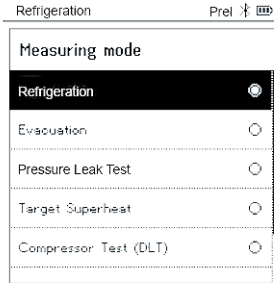 Refrigeration Prel
Measuring mode
Refrigeration
Evacuation
Pressure Leak Test
Target Superheat
Compressor Test (DLT)